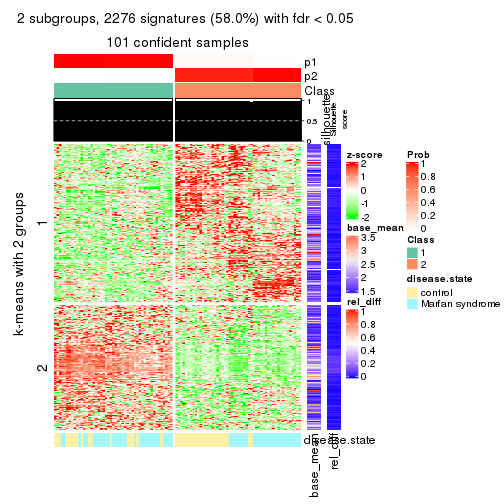 2 subgroups, 2276 signatures (58.0%) with fdr < 0.05
101 confident samples
p1
p2
Class
1
0.5
0
silhouette
Silhouette
score
k-means with 2 groups
1
2
disease.state
base_mean
rel_diff
z-score
2
1
0
-1
-2
base_mean
3.5
3
2.5
2
1.5
rel_diff
1
0.8
0.6
0.4
0.2
0
Prob
1
0.8
0.6
0.4
0.2
0
Class
1
2
disease.state
control
Marfan syndrome